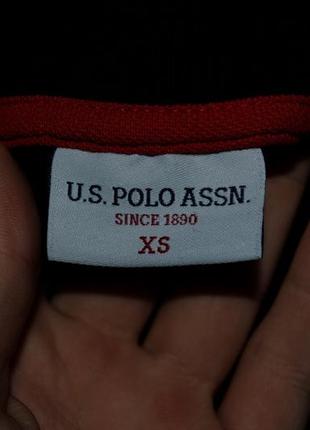 U.S. POLO ASSN.
SINCE 1890
XS